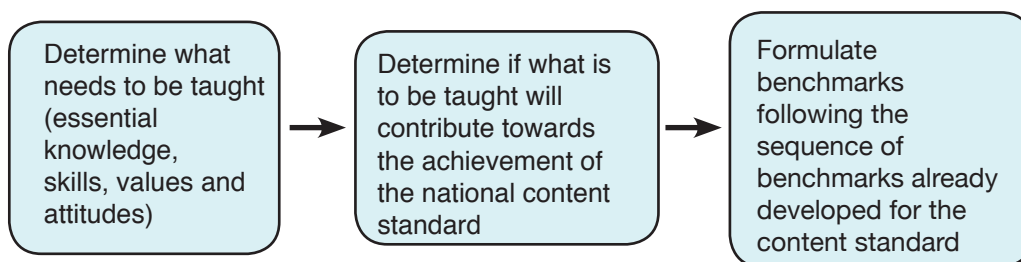 Determine what
needs to be taught
(essential
knowledge,
skills, values and
attitudes)
Determine if what is
to be taught will
contribute towards
the achievement of
the national content
standard
Formulate
benchmarks
following the
sequence of
benchmarks already
developed for the
content standard